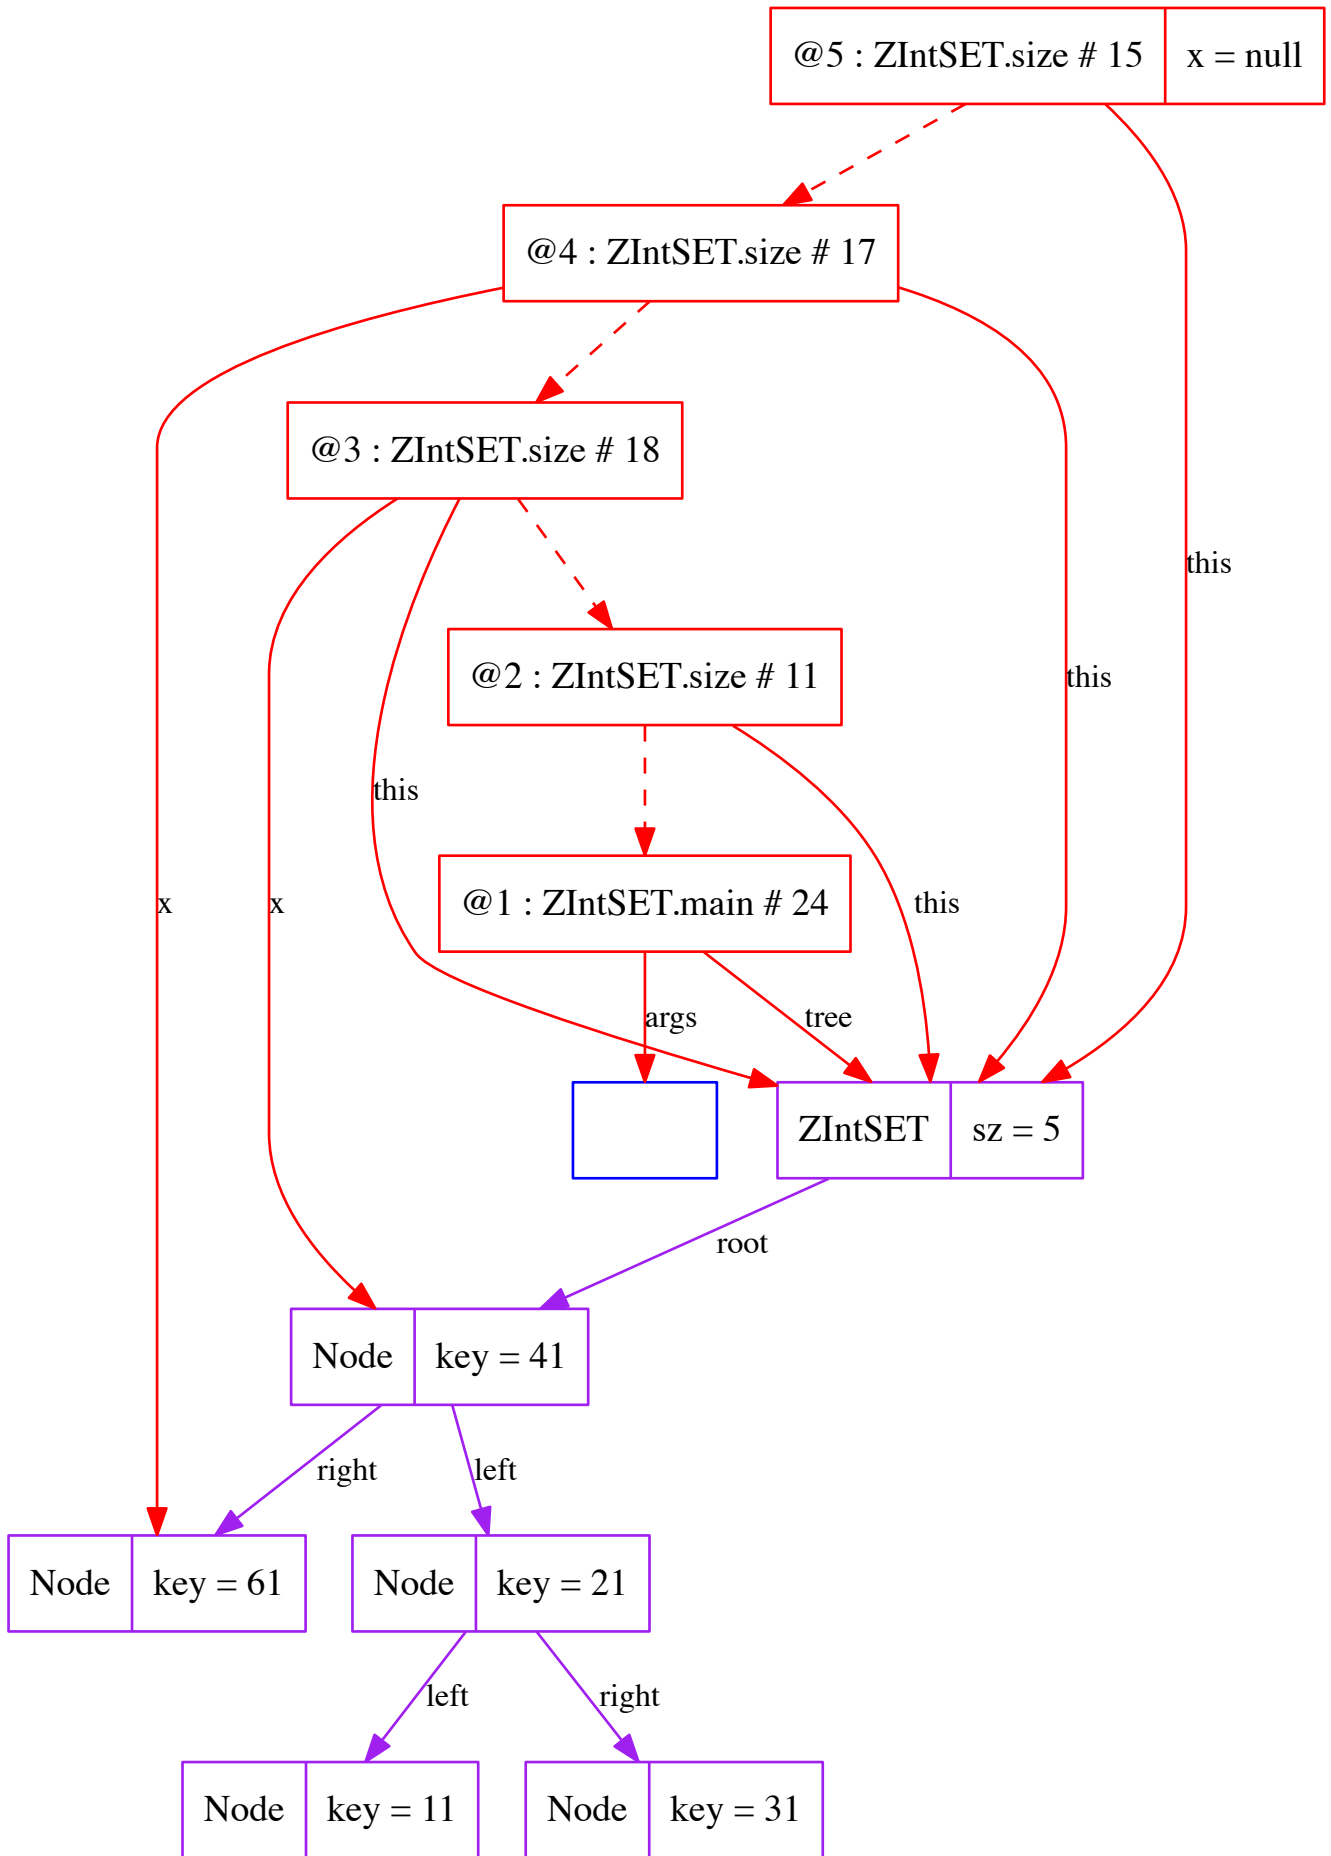 @5 : ZIntSET.size # 15 x = null
@4 : ZIntSET.size # 17
@3 : ZIntSET.size # 18
this
@2 : ZIntSET.size # 11
this
this
@1 : ZIntSET.main # 24
x
x
this
args
tree
ZIntSET sz = 5
root
Node key = 41
right
left
Node key = 61
Node key = 21
left
right
Node key = 11
Node key = 31